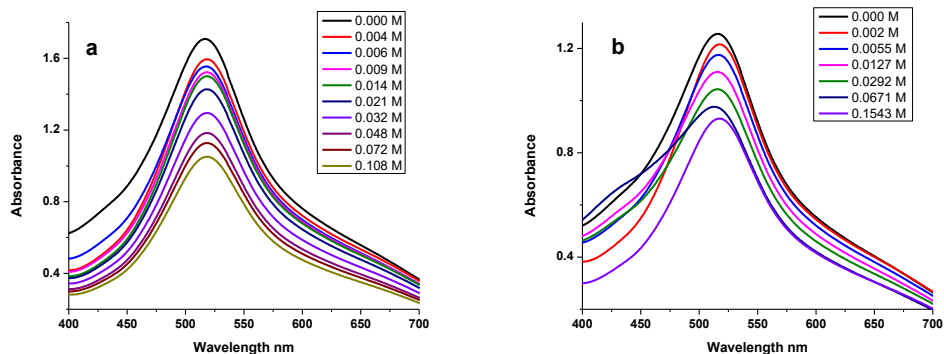 a
0.000 M
0.004 M
0.006 M
0.009 M
0.014 M
0.021 M
0.032 M
0.048 M
0.072 M
0.108 M
1.6
1.2
0.8
0.4
Absorbance
400 450 500 550 600 650 700
Wavelength nm
b
0.000 M
0.002 M
0.0055 M
0.0127 M
0.0292 M
0.0671 M
0.1543 M
1.2
0.8
0.4
Absorbance
400 450 500 550 600 650 700
Wavelength nm